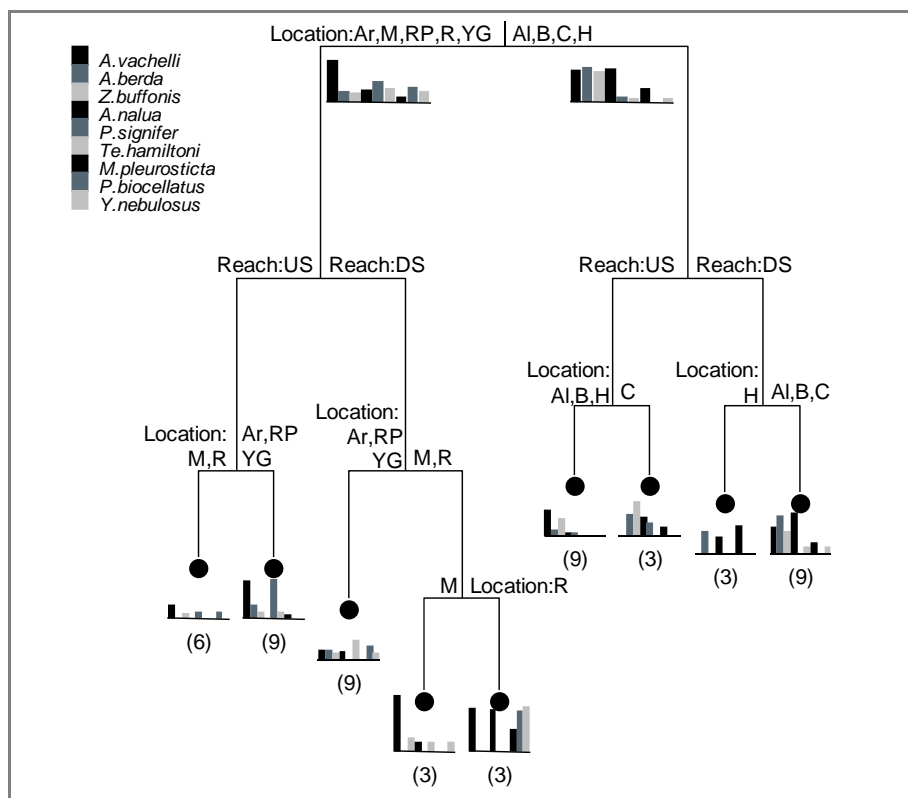 Location:Ar,M,RP,R,YG Al,B,C,H
A.vachelli
A.berda
Z.buffonis
A.nalua
P.signifer
Te.hamiltoni
M.pleurosticta
P.biocellatus
Y.nebulosus
Reach:US Reach:DS
Reach:US Reach:DS
Location:
Al,B,H C
Location:
H Al,B,C
Location:
M,R
Ar,RP
YG
Location:
Ar,RP
YG
M,R
(9)
(3)
(3)
(9)
M Location:R
(6)
(9)
(9)
(3)
(3)